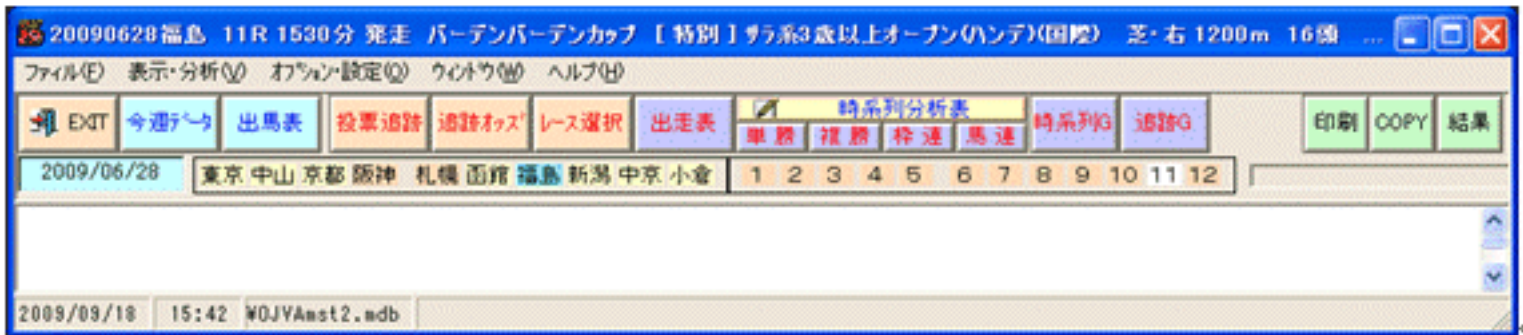 20090628福島 11R 1530分 発走 バーデンバーデンカップ [ 特別 ] サラ系3歳以上オープン(ハンデ)(国際) 芝・右 1200m 16頭 ...
ファイル(F) 表示・分析(V) オプション・設定(O) ウィンドウ(W) ヘルプ(H)
EXIT 今週データ 出馬表 投票追跡 追跡オッズ レース選択 出走表 時系列分析表 時系列G 追跡G 印刷 COPY 結果
単勝 複勝 枠連 馬連
2009/06/28 東京 中山 京都 阪神 札幌 函館 福島 新潟 中京 小倉 1 2 3 4 5 6 7 8 9 10 11 12
2009/09/18 15:42 ¥OJVAmst2.mdb